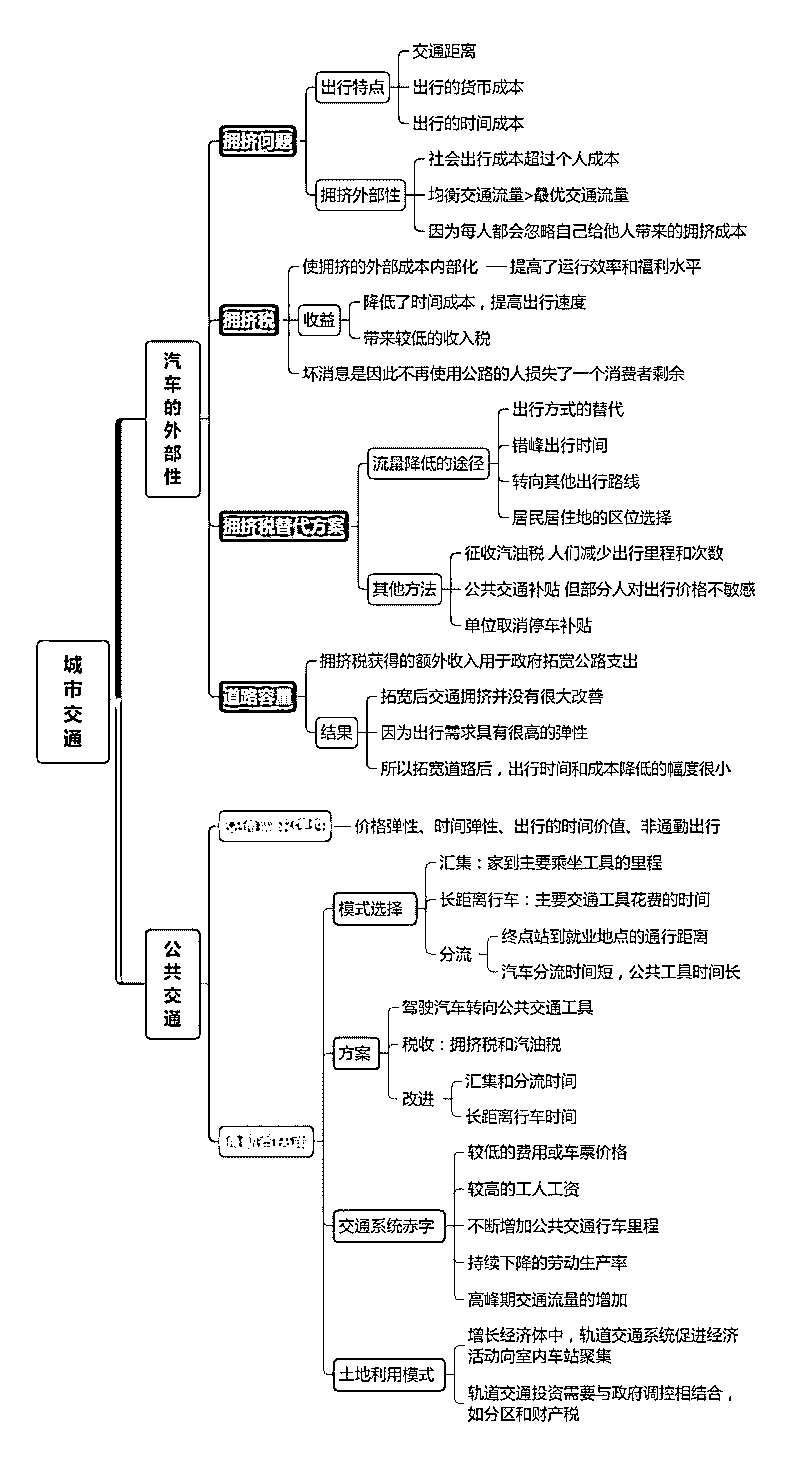 城市交通
汽车的外部性
拥挤问题
出行特点
交通距离
出行的货币成本
出行的时间成本
拥挤外部性
社会出行成本超过个人成本
均衡交通流量>最优交通流量
因为每人都会忽略自己给他人带来的拥挤成本
拥挤税
使拥挤的外部成本内部化
提高了运行效率和福利水平
收益
降低了时间成本，提高出行速度
带来较低的收入税
坏消息是因此不再使用公路的人损失了一个消费者剩余
拥挤税替代方案
流量降低的途径
出行方式的替代
错峰出行时间
转向其他出行路线
居民居住地的区位选择
其他方法
征收汽油税 人们减少出行里程和次数
公共交通补贴 但部分人对出行价格不敏感
单位取消停车补贴
道路容量
拥挤税获得的额外收入用于政府拓宽公路支出
结果
拓宽后交通拥挤并没有很大改善
因为出行需求具有很高的弹性
所以拓宽道路后，出行时间和成本降低的幅度很小
公共交通
价格弹性、时间弹性、出行的时间价值、非通勤出行
模式选择
汇集：家到主要乘坐工具的里程
长距离行车：主要交通工具花费的时间
分流
终点站到就业地点的通行距离
汽车分流时间短，公共工具时间长
方案
驾驶汽车转向公共交通工具
税收：拥挤税和汽油税
改进
汇集和分流时间
长距离行车时间
交通系统赤字
较低的费用或车票价格
较高的工人工资
不断增加公共交通行车里程
持续下降的劳动生产率
高峰期交通流量的增加
土地利用模式
增长经济体中，轨道交通系统促进经济
活动向室内车站聚集
轨道交通投资需要与政府调控相结合，
如分区和财产税